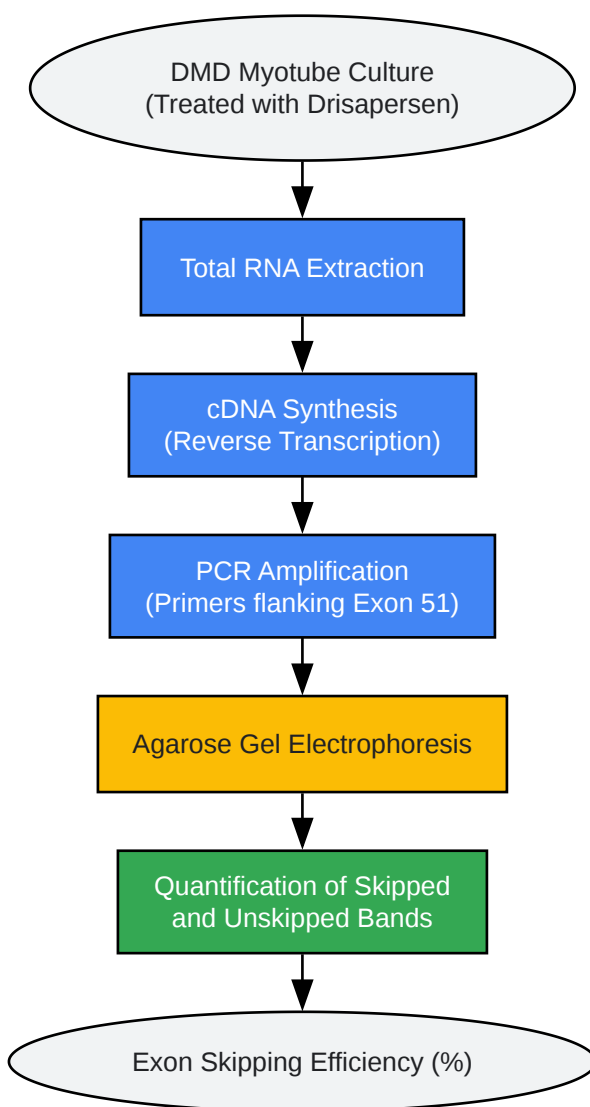 DMD Myotube Culture
(Treated with Drisapersen)
Total RNA Extraction
cDNA Synthesis
(Reverse Transcription)
PCR Amplification
(Primers flanking Exon 51)
Agarose Gel Electrophoresis
Quantification of Skipped
and Unskipped Bands
Exon Skipping Efficiency (%)